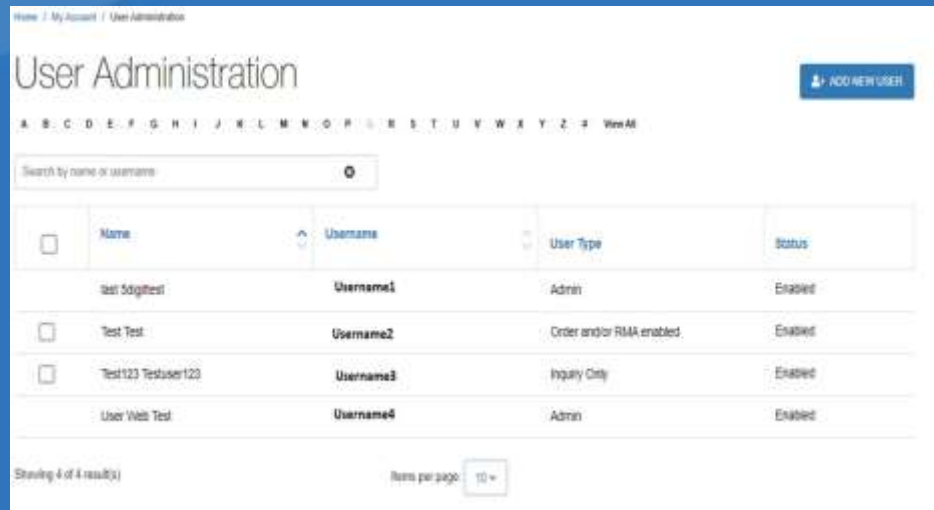 Home / My Account / User Administration
User Administration
ADD NEW USER
A B C D E F G H I J K L M N O P Q R S T U V W X Y Z # View All
Search by name or username
Name Username User Type Status
test 5digittest Username1 Admin Enabled
Test Test Username2 Order and/or RMA enabled Enabled
Test123 Testuser123 Username3 Inquiry Only Enabled
User Web Test Username4 Admin Enabled
Showing 4 of 4 result(s) Items per page 10